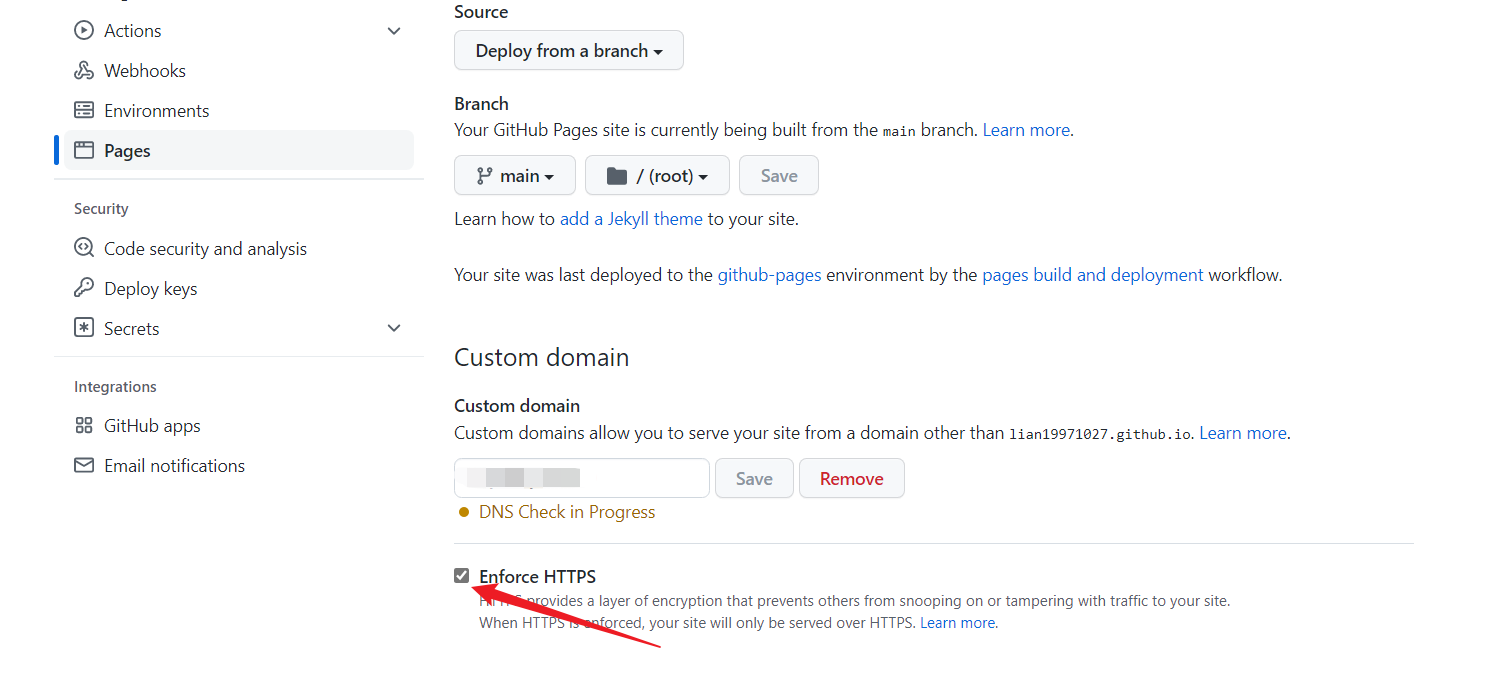 Actions
Webhooks
Environments
Pages
Security
Code security and analysis
Deploy keys
Secrets
Integrations
GitHub apps
Email notifications
Source
Deploy from a branch
Branch
Your GitHub Pages site is currently being built from the main branch. Learn more.
main
/ (root)
Save
Learn how to add a Jekyll theme to your site.
Your site was last deployed to the github-pages environment by the pages build and deployment workflow.
Custom domain
Custom domain
Custom domains allow you to serve your site from a domain other than lian19971027.github.io. Learn more.
Save
Remove
DNS Check in Progress
Enforce HTTPS
HTTPS provides a layer of encryption that prevents others from snooping on or tampering with traffic to your site.
When HTTPS is enforced, your site will only be served over HTTPS. Learn more.